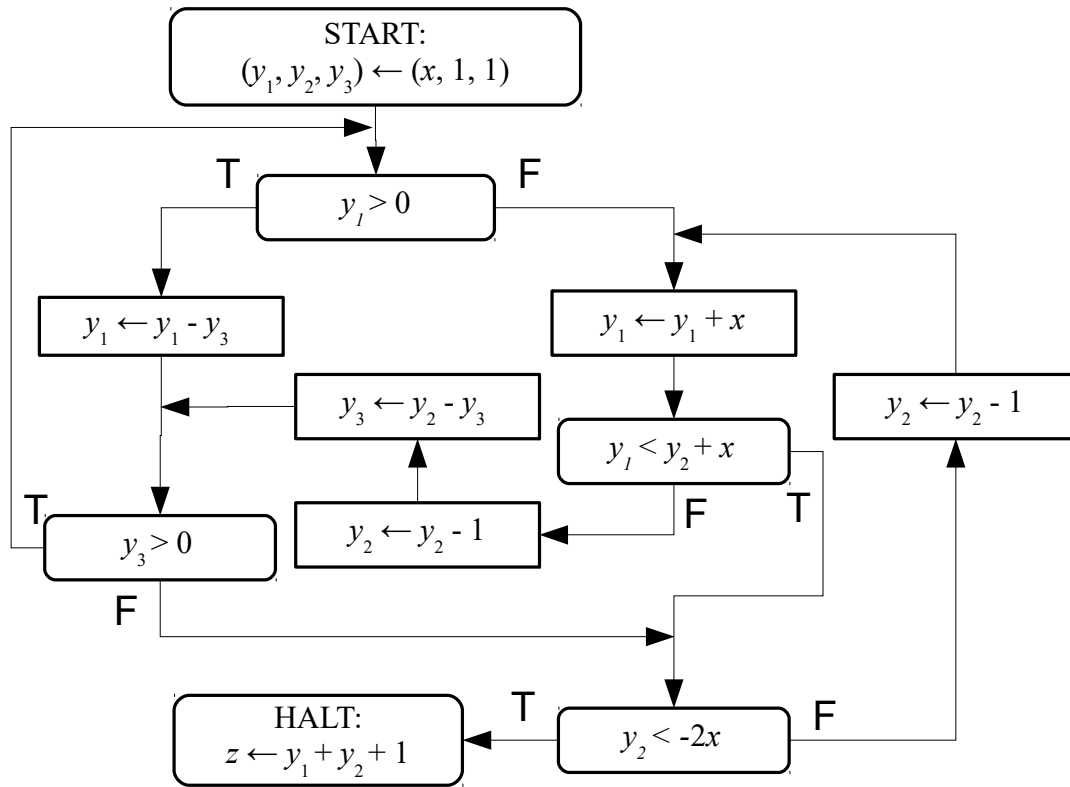 START:
(y₁, y₂, y₃) ← (x, 1, 1)
T
F
y₁ > 0
y₁ ← y₁ - y₃
y₁ ← y₁ + x
y₃ ← y₂ - y₃
y₂ ← y₂ - 1
y₁ < y₂ + x
T
F
T
y₂ ← y₂ - 1
y₃ > 0
F
HALT:
z ← y₁ + y₂ + 1
T
y₂ < -2x
F